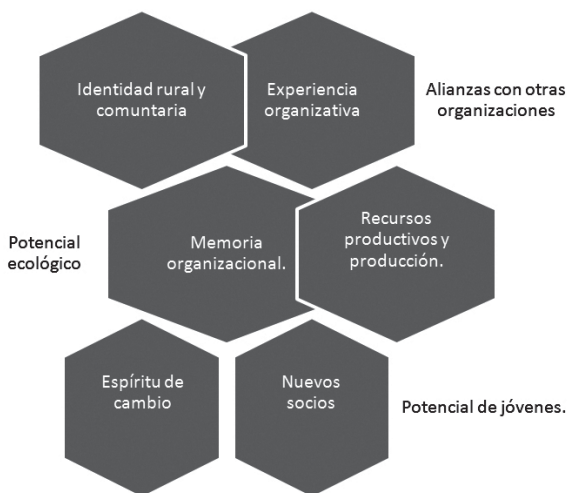 Identidad rural y
comuntaria
Experiencia
organizativa
Alianzas con otras
organizaciones
Potencial
ecológico
Memoria
organizacional.
Recursos
productivos y
producción.
Espíritu de
cambio
Nuevos
socios
Potencial de jóvenes.